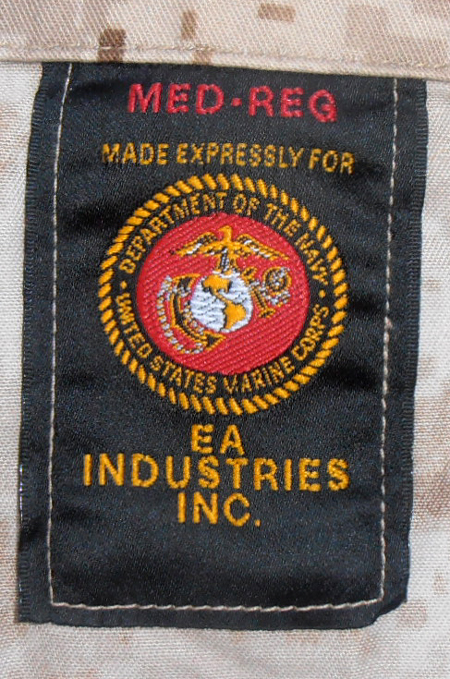 MED-REG
MADE EXPRESSLY FOR
DEPARTMENT OF THE NAVY
UNITED STATES MARINE CORPS
EA
INDUSTRIES
INC.